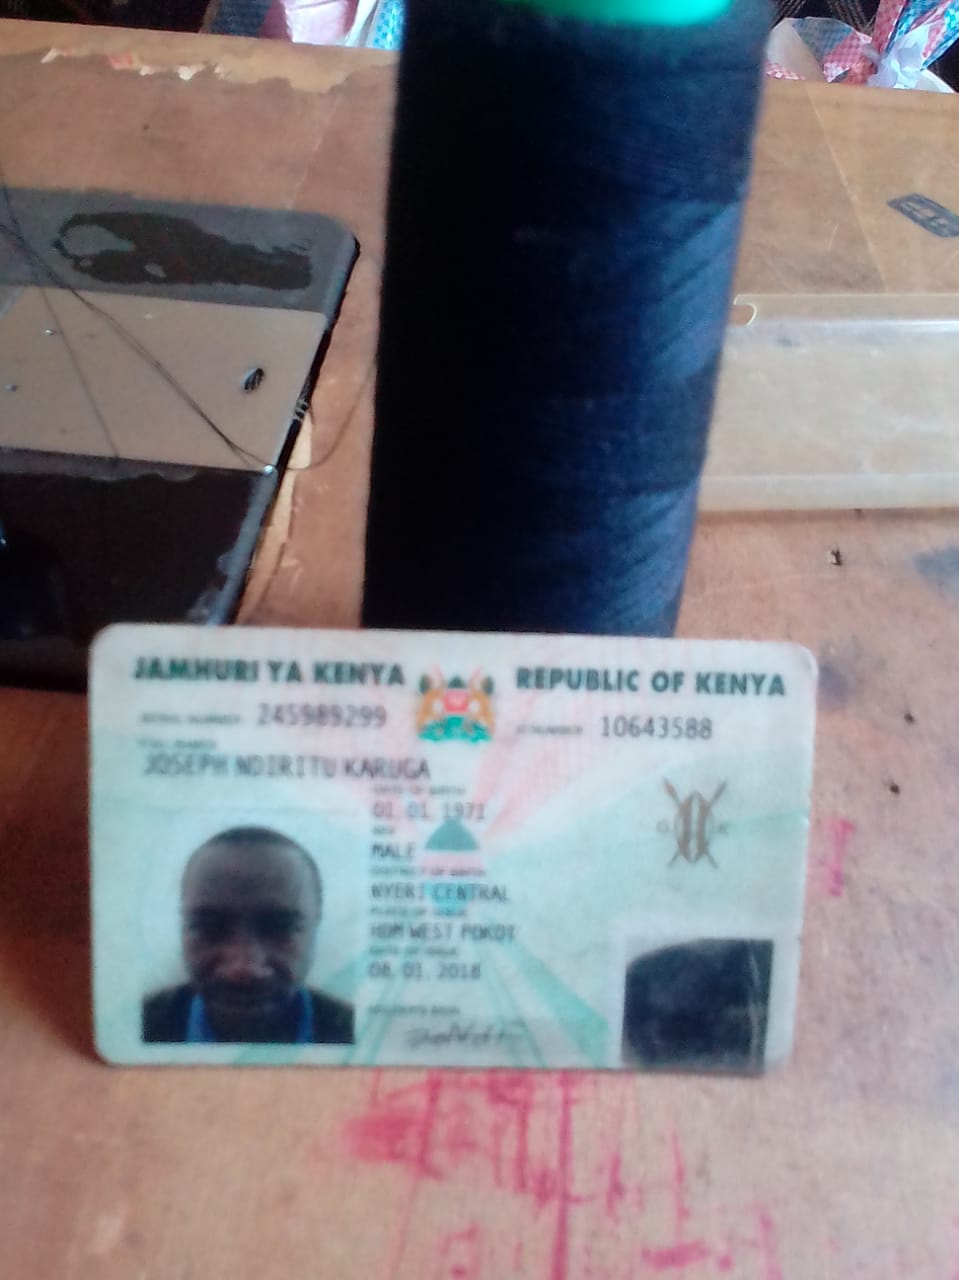 JAMHURI YA KENYA REPUBLIC OF KENYA
SERIAL NUMBER: 245989299 ID NUMBER: 10643588
FULL NAMES
JOSEPH NDIRITU KARUGA
DATE OF BIRTH
01. 01. 1971
SEX
MALE
DISTRICT OF BIRTH
NYERI CENTRAL
PLACE OF ISSUE
HDM WEST POKOT
DATE OF ISSUE
08. 01. 2018
HOLDER'S SIGN.